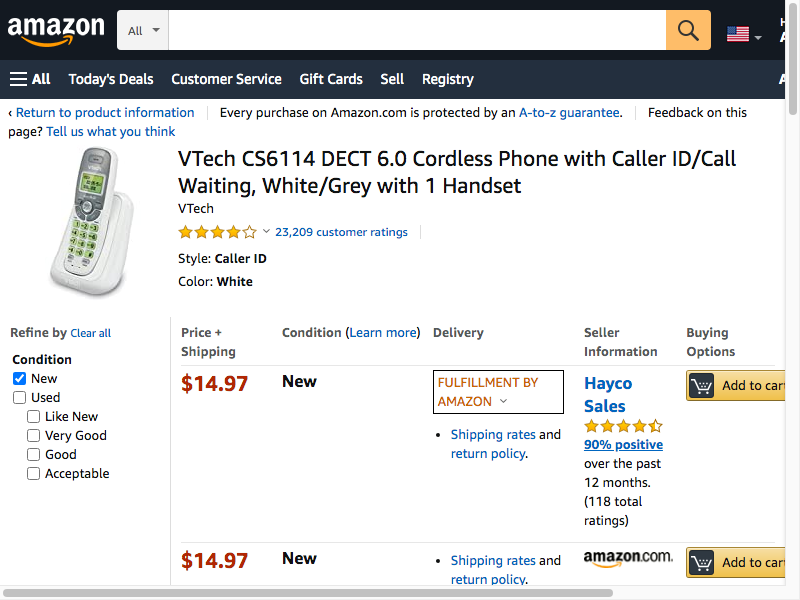 amazon
All
H
A
All Today's Deals Customer Service Gift Cards Sell Registry A
‹ Return to product information Every purchase on Amazon.com is protected by an A-to-z guarantee. Feedback on this
page? Tell us what you think
VTech CS6114 DECT 6.0 Cordless Phone with Caller ID/Call
Waiting, White/Grey with 1 Handset
VTech
23,209 customer ratings
Style: Caller ID
Color: White
Refine by Clear all
Condition
New
Used
Like New
Very Good
Good
Acceptable
Price +
Shipping
Condition (Learn more)
Delivery
Seller
Information
Buying
Options
$14.97
New
FULFILLMENT BY
AMAZON
• Shipping rates and
return policy.
Hayco
Sales
90% positive
over the past
12 months.
(118 total
ratings)
Add to cart
$14.97
New
• Shipping rates and
return policy.
amazon.com.
Add to cart